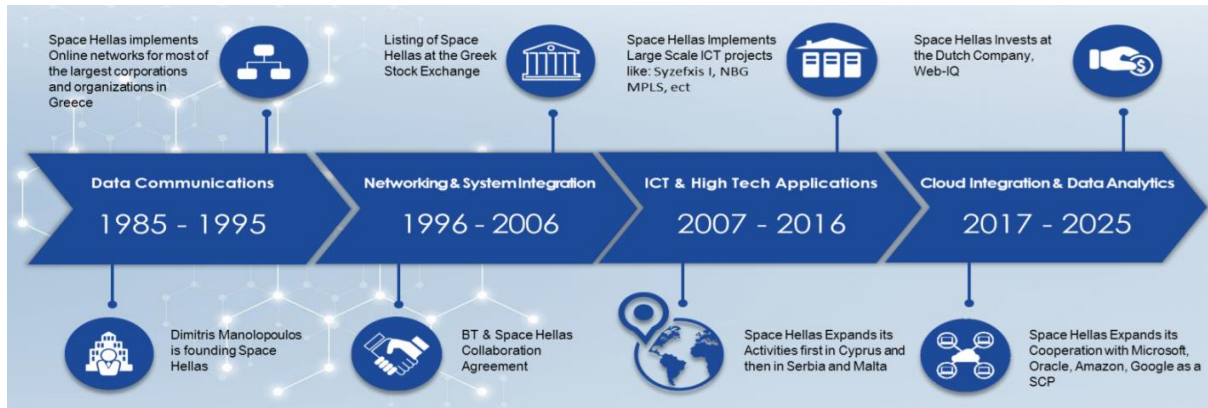 Space Hellas implements
Online networks for most of
the largest corporations
and organizations in
Greece
Listing of Space
Hellas at the Greek
Stock Exchange
Space Hellas Implements
Large Scale ICT projects
like: Syzefxis I, NBG
MPLS, ect
Space Hellas Invests at
the Dutch Company,
Web-IQ
Data Communications
1985 - 1995
Networking & System Integration
1996 - 2006
ICT & High Tech Applications
2007 - 2016
Cloud Integration & Data Analytics
2017 - 2025
Dimitris Manolopoulos
is founding Space
Hellas
BT & Space Hellas
Collaboration
Agreement
Space Hellas Expands its
Activities first in Cyprus and
then in Serbia and Malta
Space Hellas Expands its
Cooperation with Microsoft,
Oracle, Amazon, Google as a
SCP